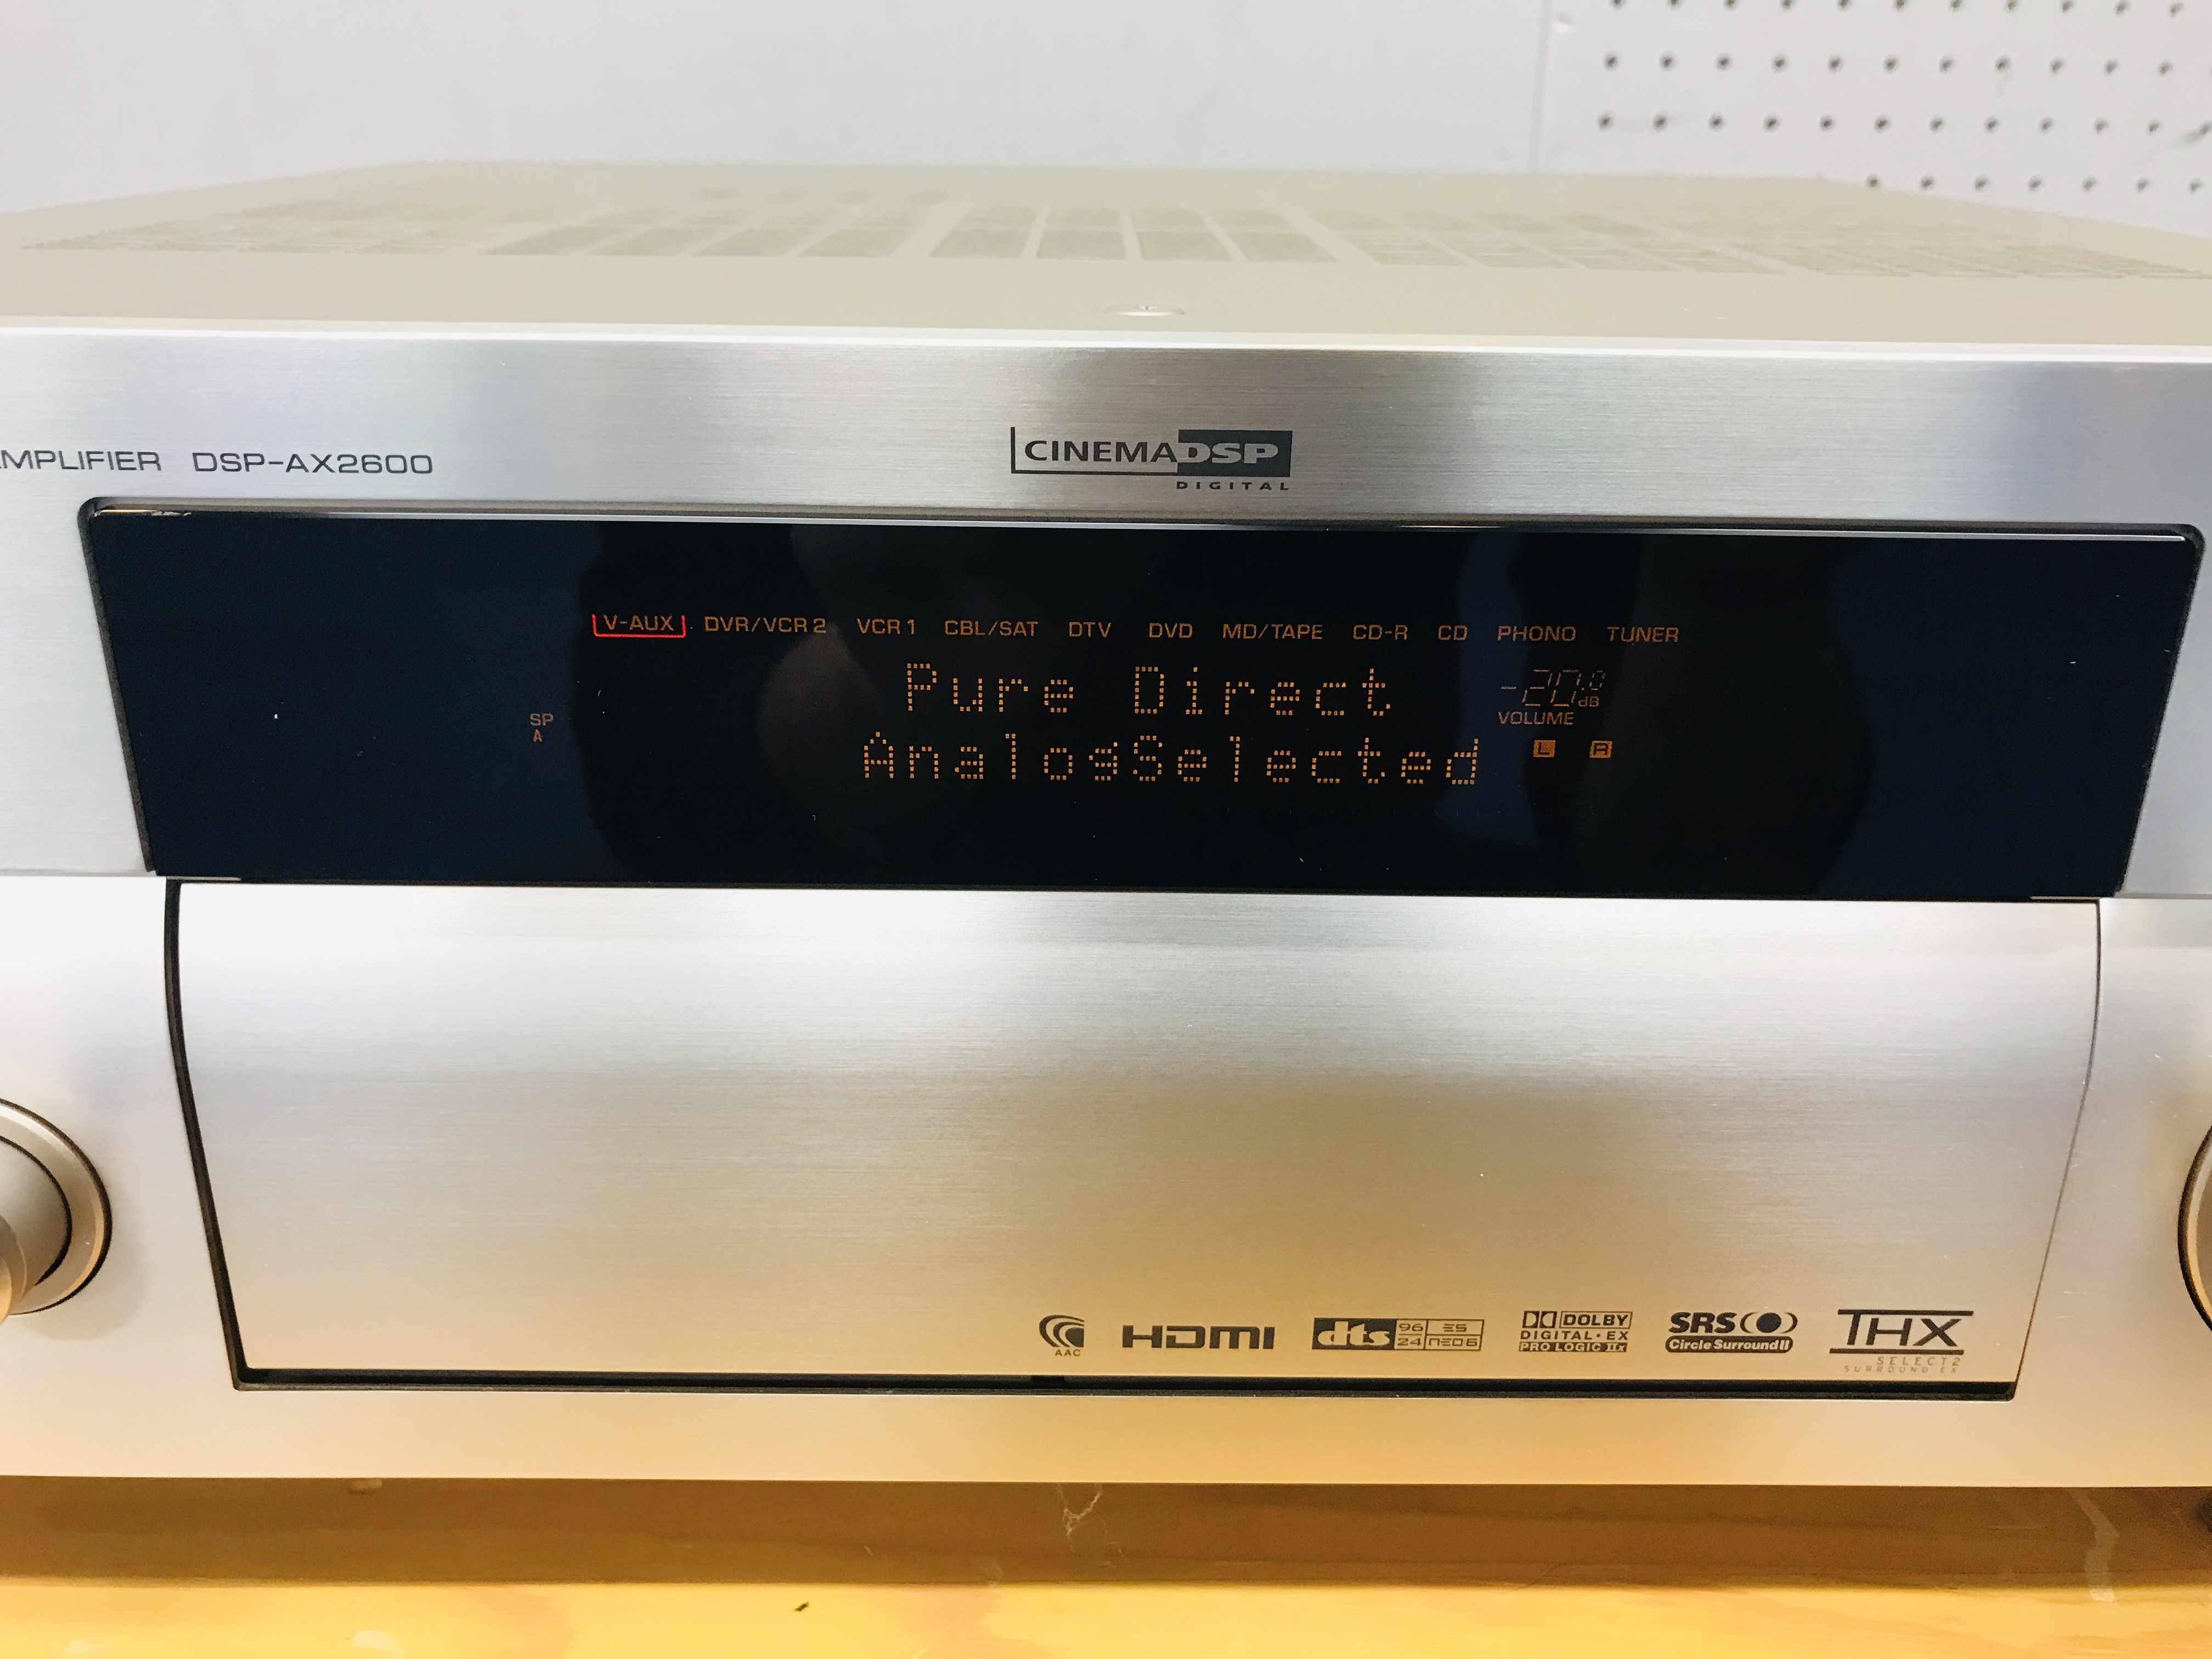 AMPLIFIER DSP-AX2600
CINEMA DSP
DIGITAL
V-AUX DVR/VCR 2 VCR 1 CBL/SAT DTV DVD MD/TAPE CD-R CD PHONO TUNER
Pure Direct
-20.0 dB
VOLUME
SP
A
AnalogSelected
L R
AAC
HDMI
dts 96 24 ES NEO:6
DOLBY
DIGITAL·EX
PRO LOGIC IIx
SRS
Circle Surround II
THX
SELECT2
SURROUND EX